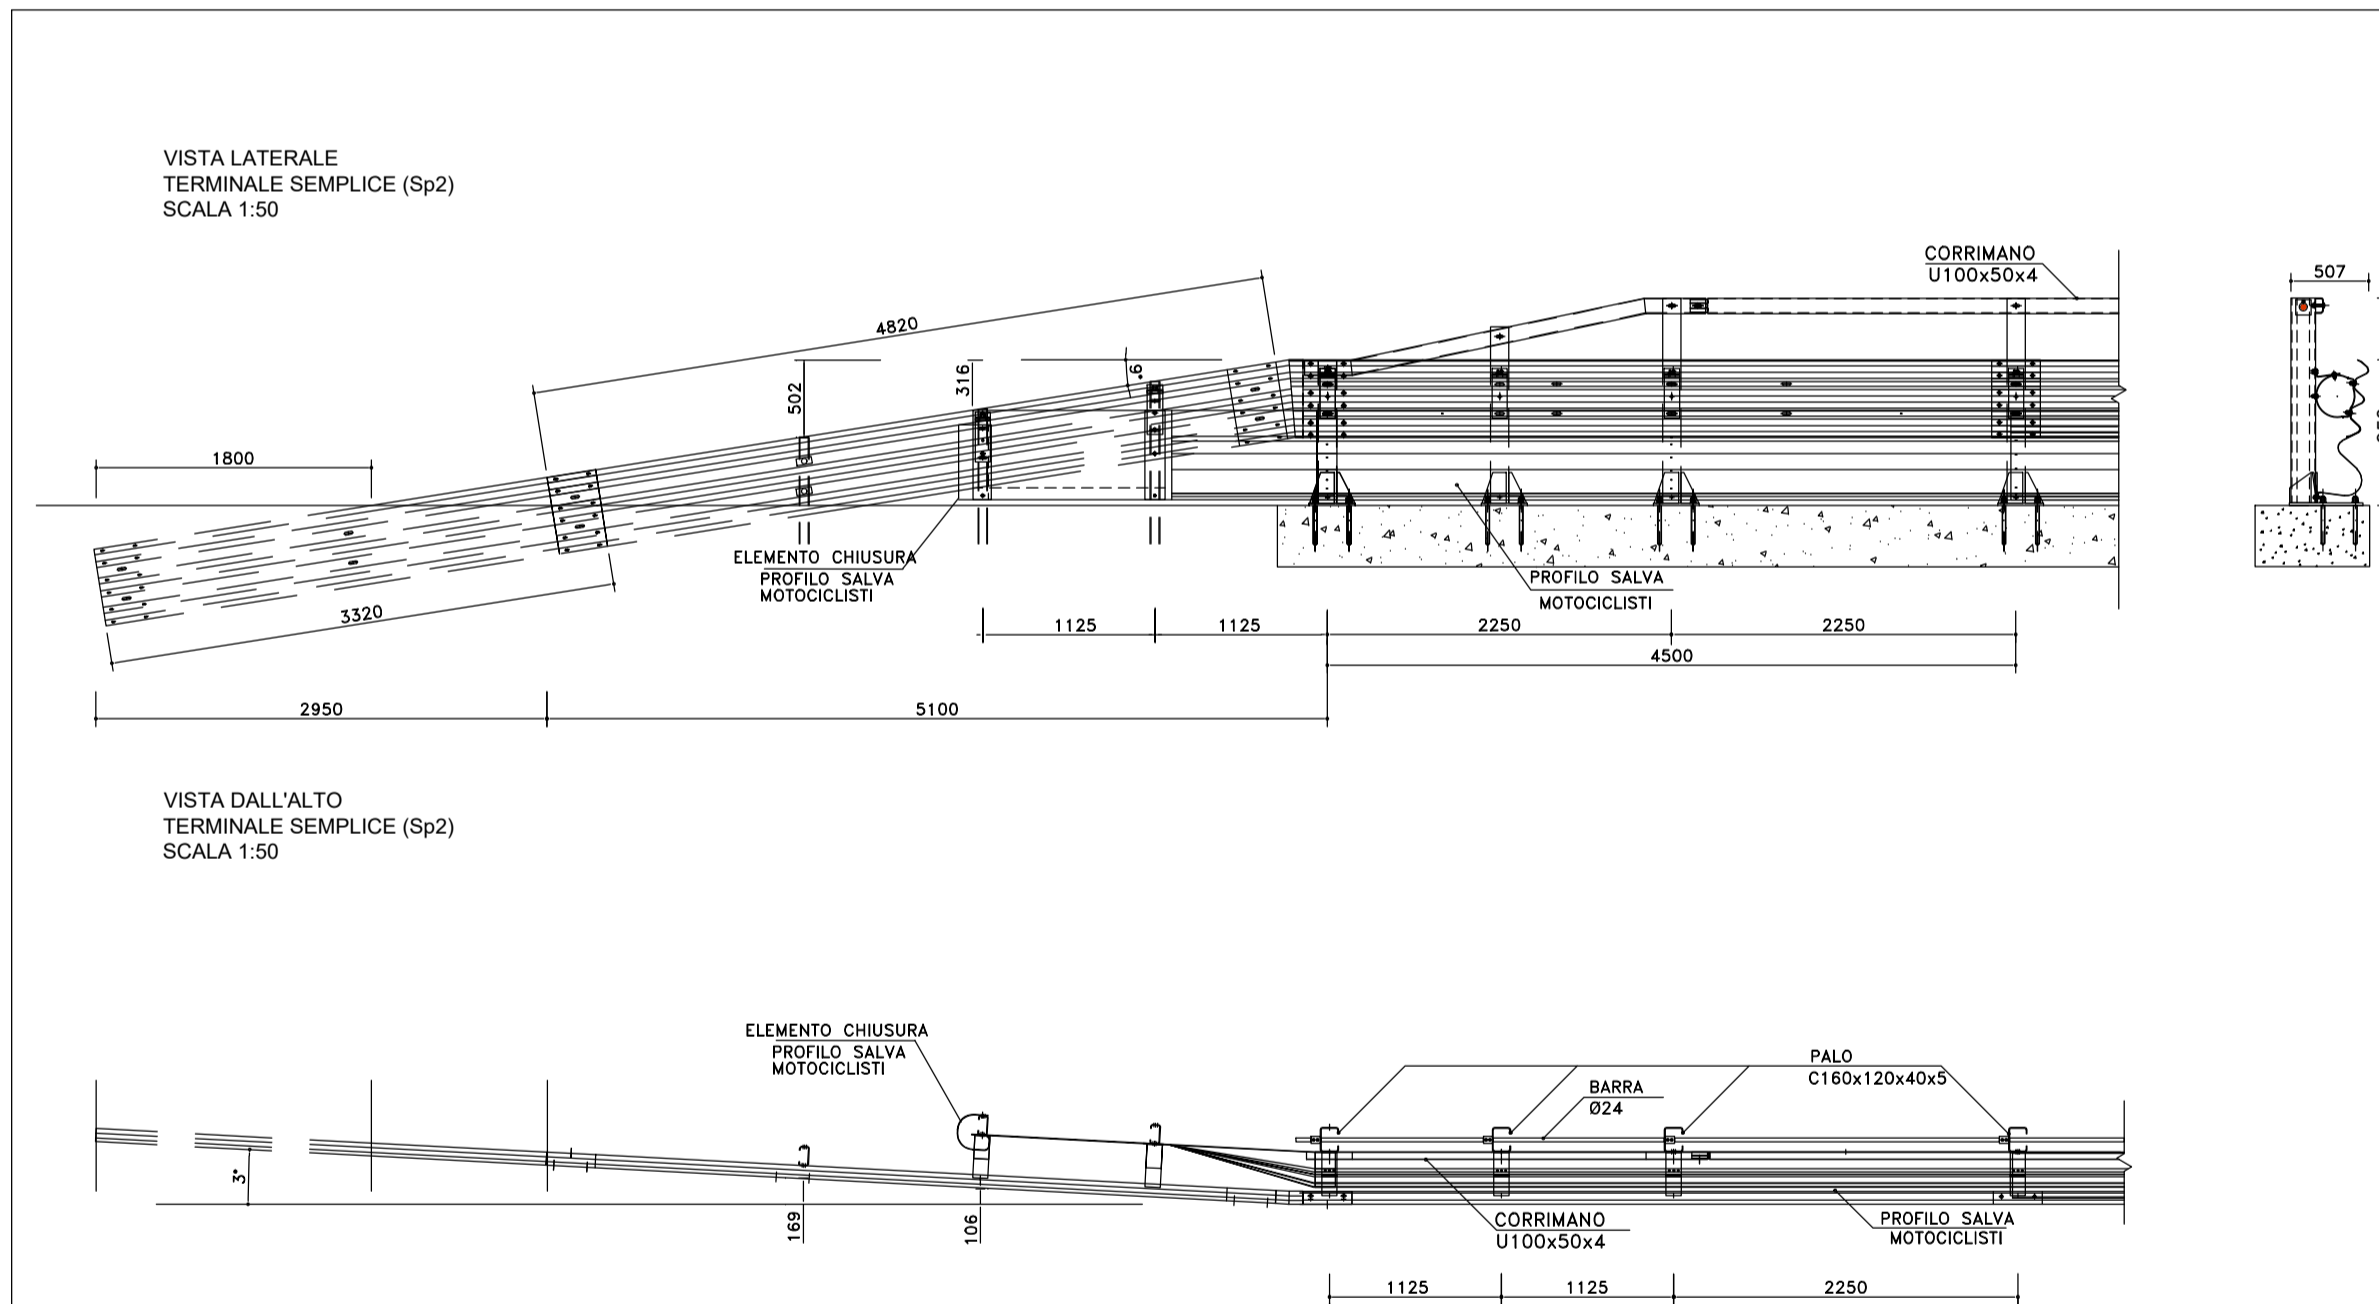 VISTA LATERALE
TERMINALE SEMPLICE (Sp2)
SCALA 1:50
CORRIMANO
U100x50x4
507
4820
502
316
.6
1800
ELEMENTO CHIUSURA
PROFILO SALVA
MOTOCICLISTI
PROFILO SALVA
MOTOCICLISTI
3320
1125
1125
2250
2250
4500
2950
5100
VISTA DALL'ALTO
TERMINALE SEMPLICE (Sp2)
SCALA 1:50
ELEMENTO CHIUSURA
PROFILO SALVA
MOTOCICLISTI
PALO
C160x120x40x5
BARRA
Ø24
3°
169
106
CORRIMANO
U100x50x4
PROFILO SALVA
MOTOCICLISTI
1125
1125
2250